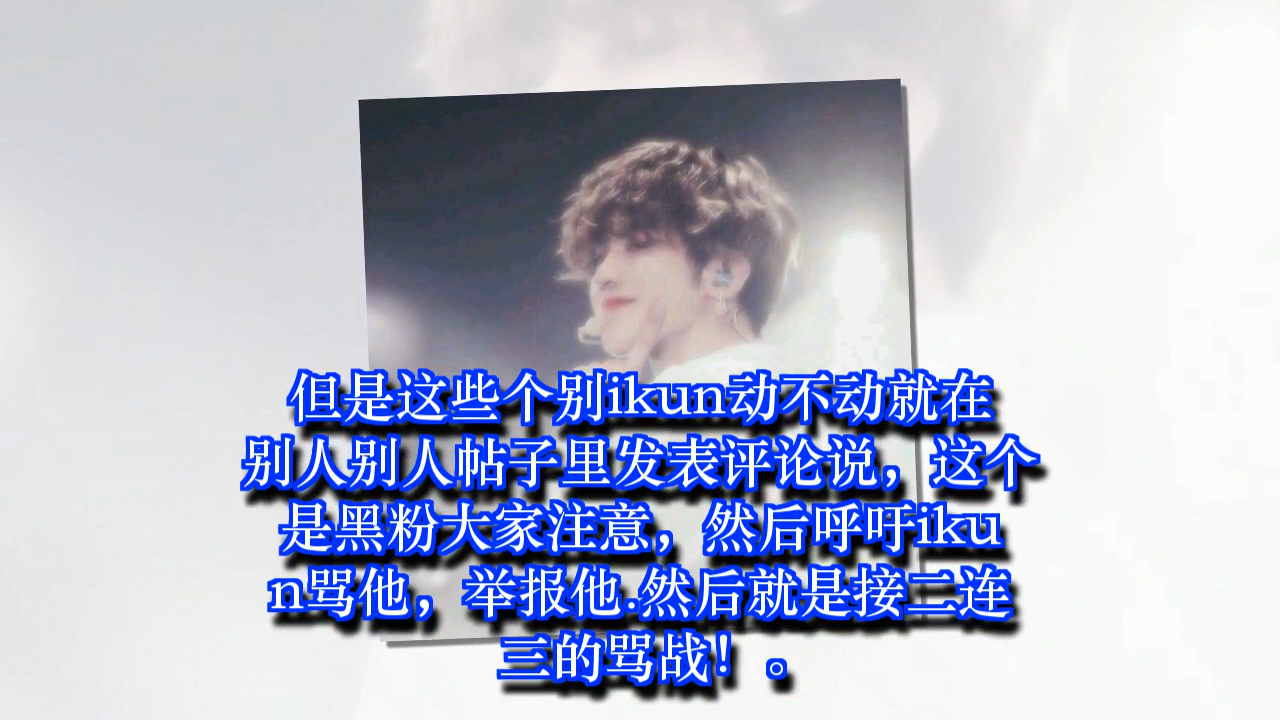 但是这些个别ikun动不动就在
别人别人帖子里发表评论说，这个
是黑粉大家注意，然后呼吁iku
n骂他，举报他.然后就是接二连
三的骂战！。